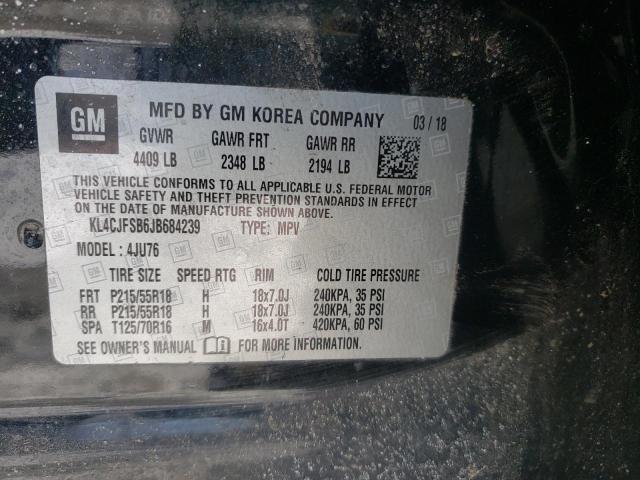 GM
MFD BY GM KOREA COMPANY 03 / 18
GVWR GAWR FRT GAWR RR
4409 LB 2348 LB 2194 LB
THIS VEHICLE CONFORMS TO ALL APPLICABLE U.S. FEDERAL MOTOR
VEHICLE SAFETY AND THEFT PREVENTION STANDARDS IN EFFECT
ON THE DATE OF MANUFACTURE SHOWN ABOVE.
KL4CJFSB6JB684239 TYPE: MPV
MODEL : 4JU76
TIRE SIZE SPEED RTG RIM COLD TIRE PRESSURE
FRT P215/55R18 H 18x7.0J 240KPA, 35 PSI
RR P215/55R18 H 18x7.0J 240KPA, 35 PSI
SPA T125/70R16 M 16x4.0T 420KPA, 60 PSI
SEE OWNER'S MANUAL FOR MORE INFORMATION.